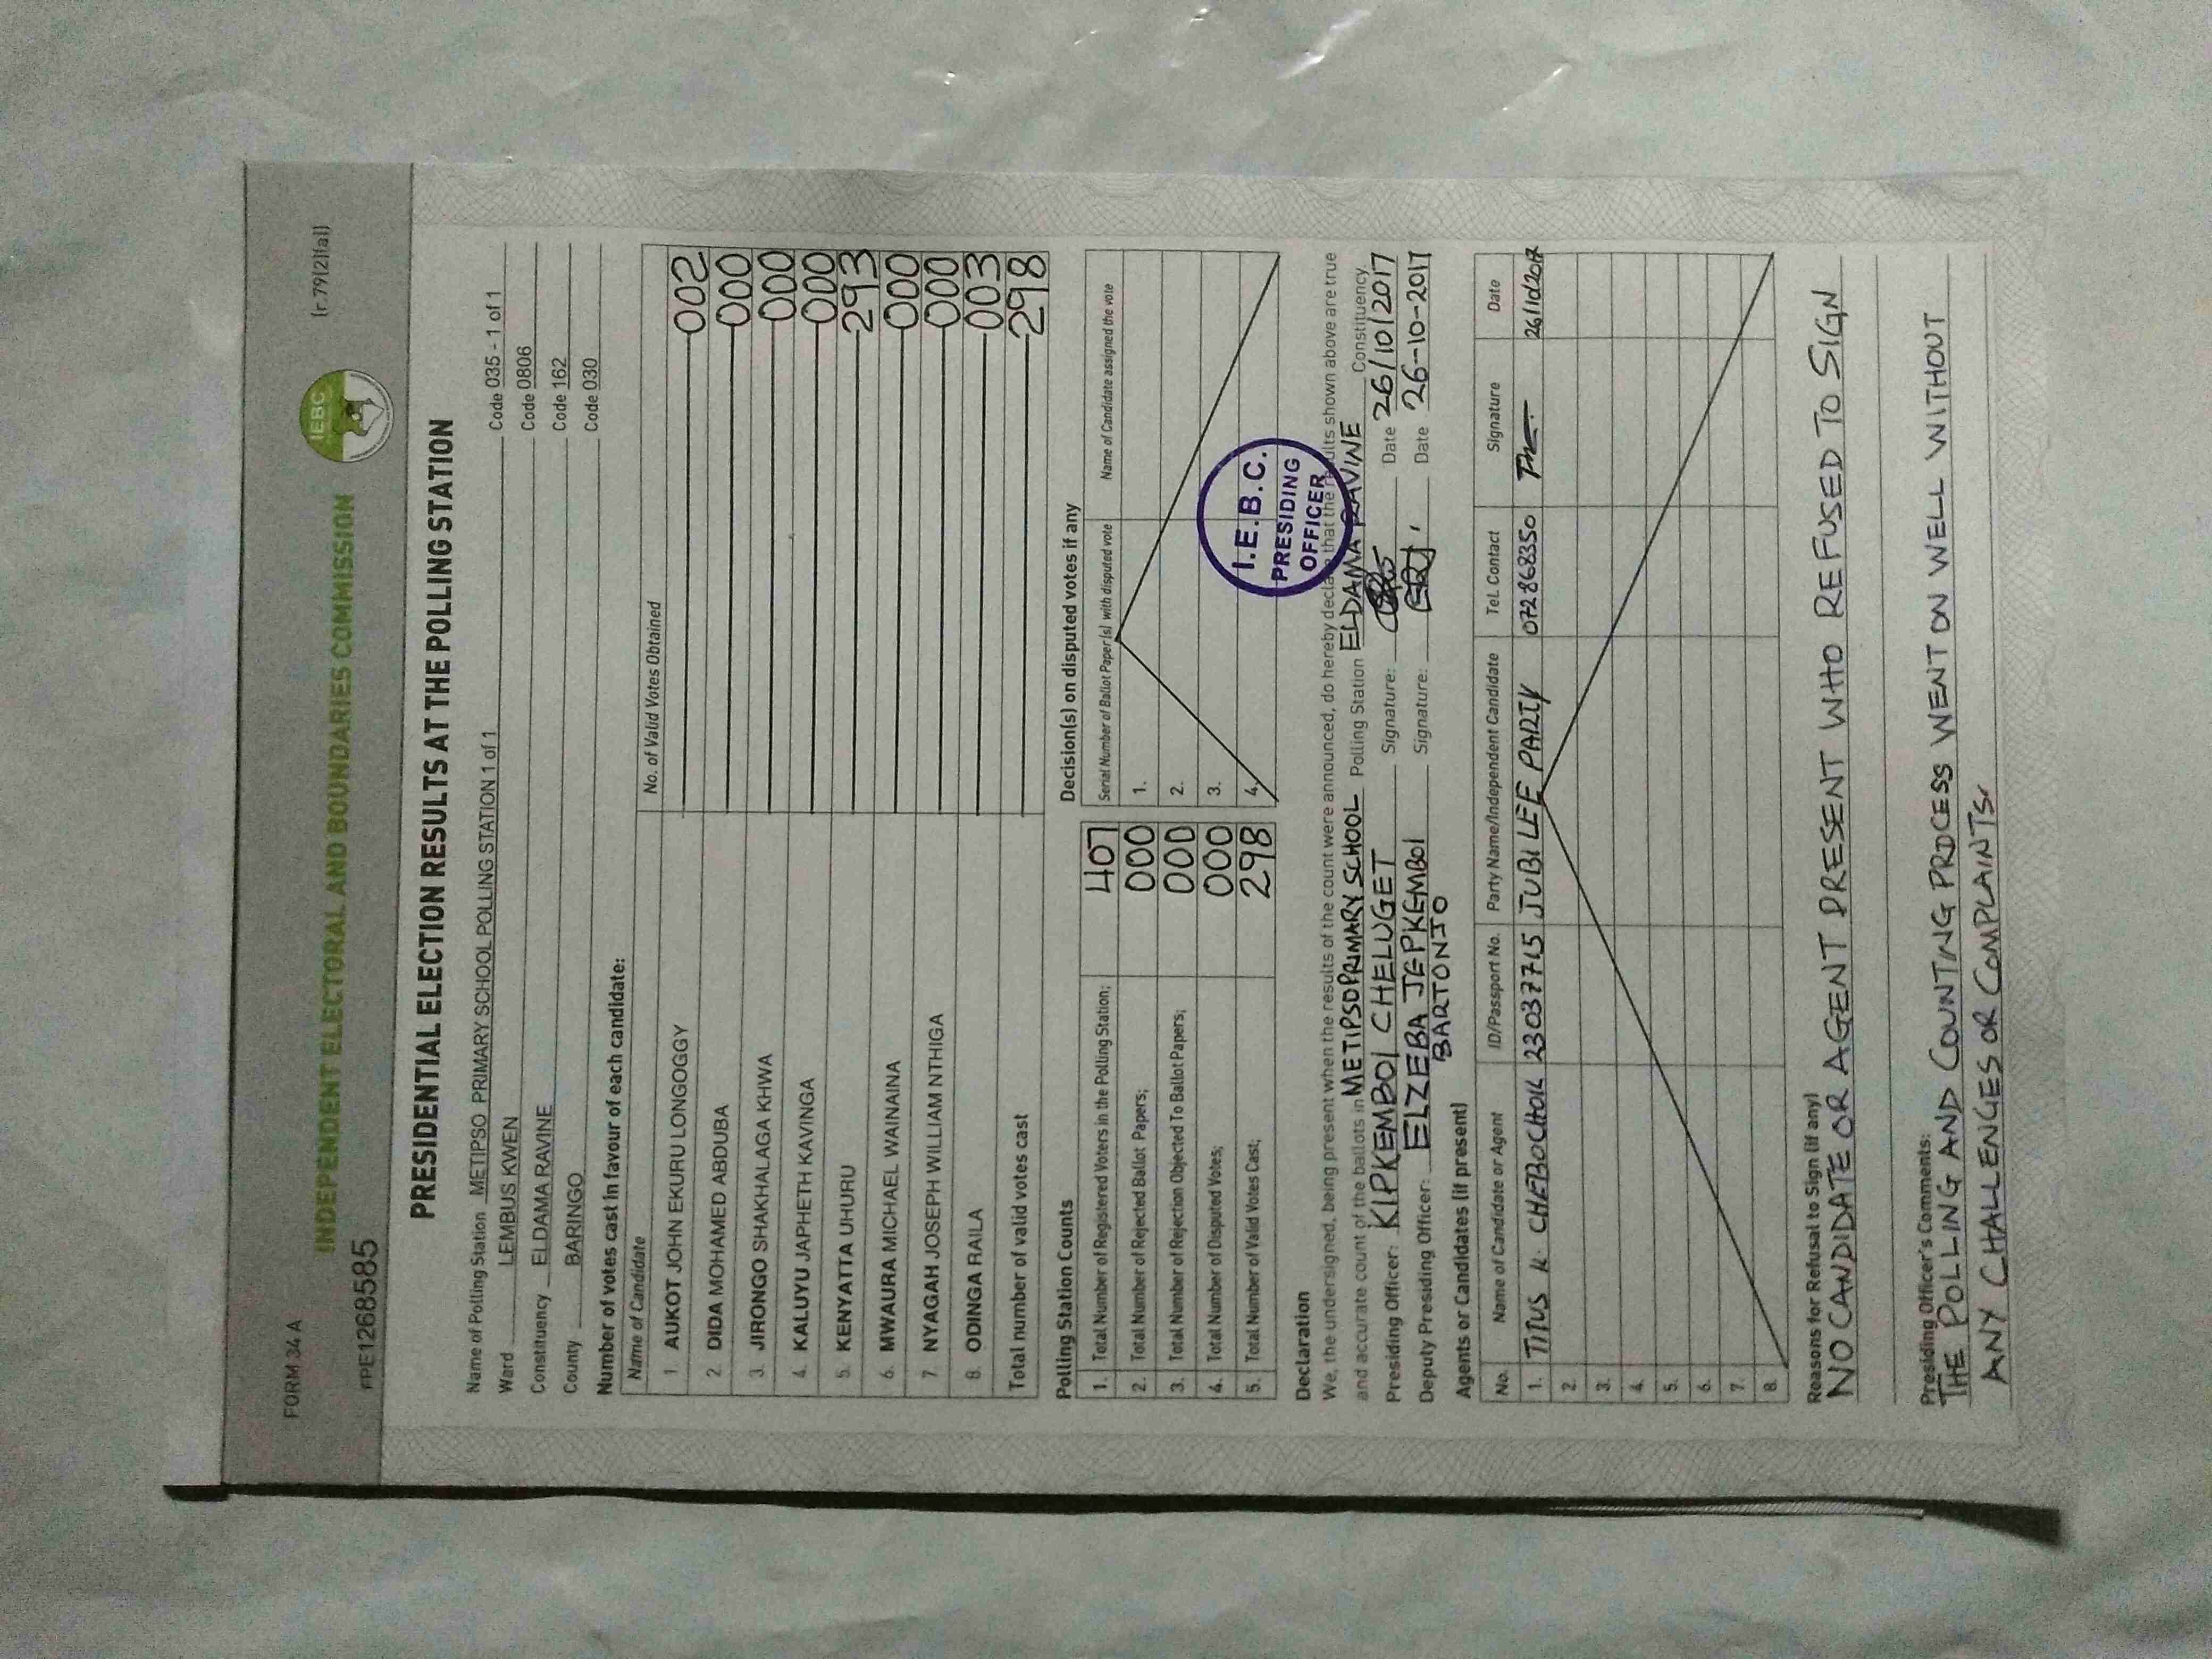 FORM 34 A
(r.79(2)(a))
INDEPENDENT ELECTORAL AND BOUNDARIES COMMISSION
IEBC
FPE1268585
PRESIDENTIAL ELECTION RESULTS AT THE POLLING STATION
Name of Polling Station METIPSO PRIMARY SCHOOL POLLING STATION 1 of 1 Code 035 - 1 of 1
Ward LEMBUS KWEN Code 0806
Constituency ELDAMA RAVINE Code 162
County BARINGO Code 030
Number of votes cast in favour of each candidate:
Name of Candidate No. of Valid Votes Obtained
1 AUKOT JOHN EKURU LONGOGGY 002
2 DIDA MOHAMED ABDUBA 000
3. JIRONGO SHAKHALAGA KHWA 000
4. KALUYU JAPHETH KAVINGA 000
5. KENYATTA UHURU 293
6. MWAURA MICHAEL WAINAINA 000
7. NYAGAH JOSEPH WILLIAM NTHIGA 000
8. ODINGA RAILA 003
Total number of valid votes cast 298
Polling Station Counts
1. Total Number of Registered Voters in the Polling Station; 407
2. Total Number of Rejected Ballot Papers; 000
3. Total Number of Rejection Objected To Ballot Papers; 000
4. Total Number of Disputed Votes; 000
5. Total Number of Valid Votes Cast; 298
Decision(s) on disputed votes if any
Serial Number of Ballot Paper(s) with disputed vote Name of Candidate assigned the vote
1.
2.
3.
4.
I.E.B.C.
PRESIDING
OFFICER
Declaration
We, the undersigned, being present when the results of the count were announced, do hereby declare that the results shown above are true
and accurate count of the ballots in METIPSO PRIMARY SCHOOL Polling Station ELDAMA RAVINE Constituency.
Presiding Officer: KIPKEMBOI CHELUGET Signature: Date 26/10/2017
Deputy Presiding Officer: ELZEBA JEPKEMBOI Signature: Date 26-10-2017
BARTONJO
Agents or Candidates (if present)
No. Name of Candidate or Agent ID/Passport No. Party Name/Independent Candidate Tel. Contact Signature Date
1. TITUS K. CHEBOCHOK 23037715 JUBILEE PARTY 072868350 26/10/2017
2.
3.
4.
5.
6.
7.
8.
Reasons for Refusal to Sign (if any)
NO CANDIDATE OR AGENT PRESENT WHO REFUSED TO SIGN
Presiding Officer's Comments:
THE POLLING AND COUNTING PROCESS WENT ON WELL WITHOUT
ANY CHALLENGES OR COMPLAINTS.